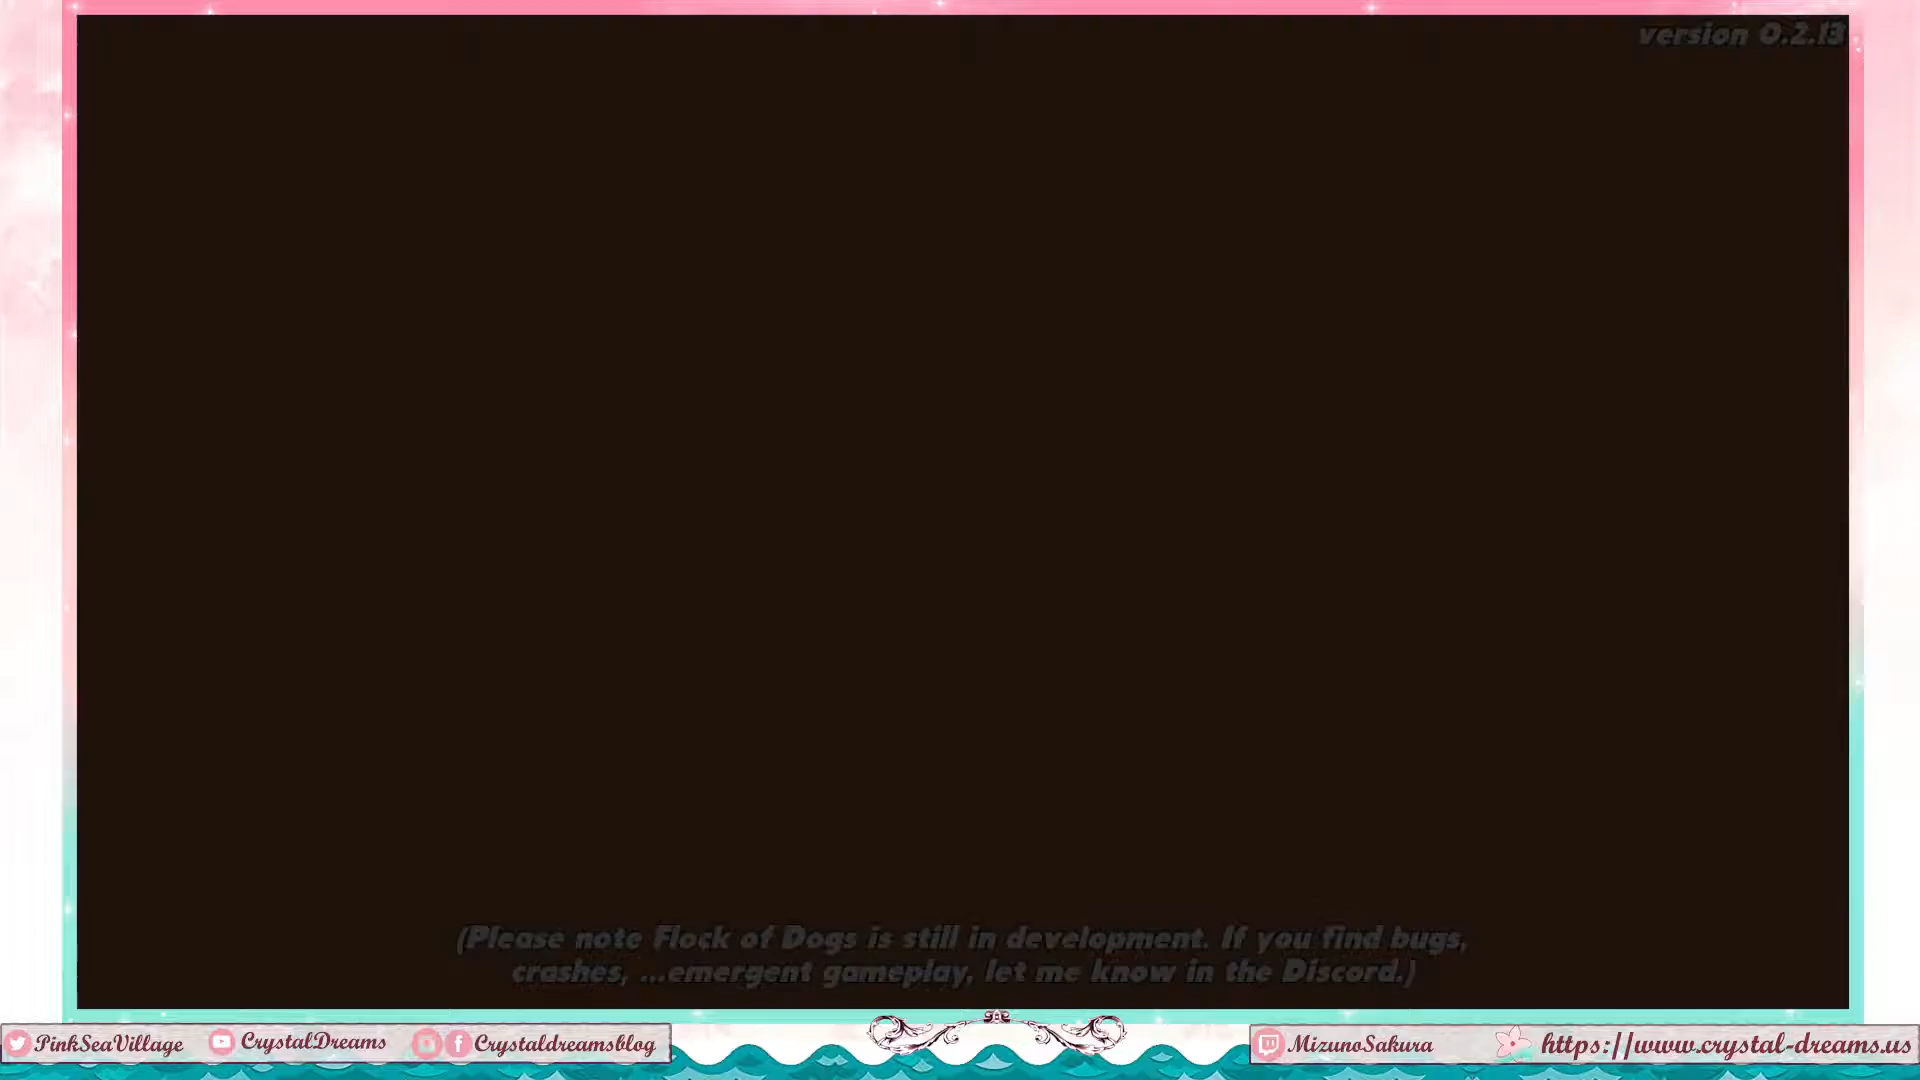 version 0.2.13
(Please note Flock of Dogs is still in development. If you find bugs,
crashes, ...emergent gameplay, let me know in the Discord.)
PinkSeaVillage CrystalDreams Crystaldreamsblog MizunoSakura https://www.crystal-dreams.us